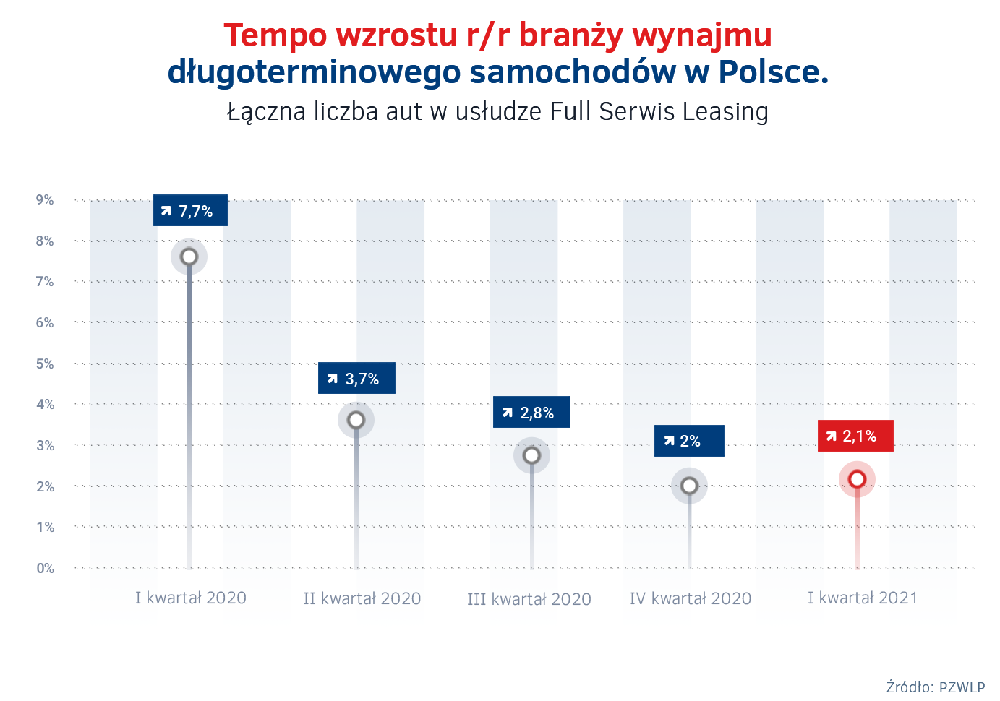 Tempo wzrostu r/r branży wynajmu
długoterminowego samochodów w Polsce.
Łączna liczba aut w usłudze Full Serwis Leasing
9%
8%
7%
6%
5%
4%
3%
2%
1%
0%
7,7%
3,7%
2,8%
2%
2,1%
I kwartał 2020
II kwartał 2020
III kwartał 2020
IV kwartał 2020
I kwartał 2021
Źródło: PZWLP